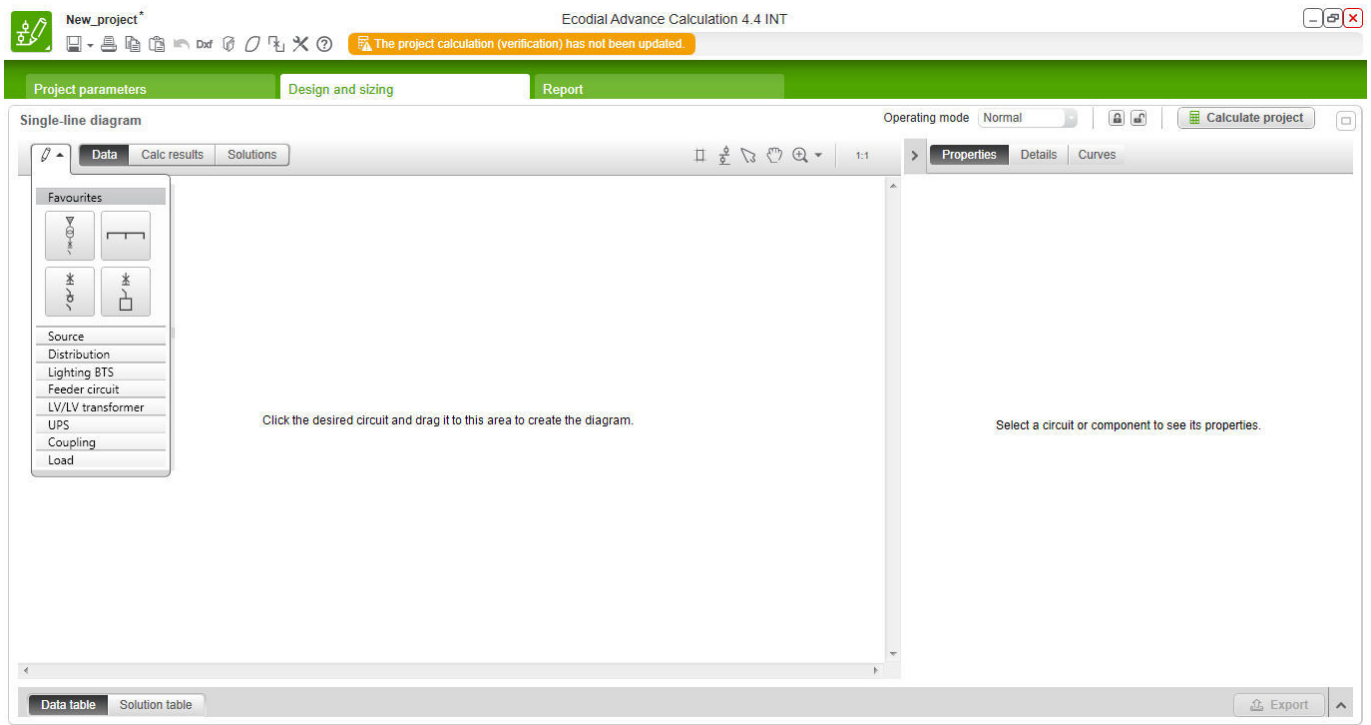 New_project*
Ecodial Advance Calculation 4.4 INT
Dxf
The project calculation (verification) has not been updated.
Project parameters
Design and sizing
Report
Single-line diagram
Operating mode Normal
Calculate project
Data Calc results Solutions
1:1
Properties Details Curves
Favourites
Source
Distribution
Lighting BTS
Feeder circuit
LV/LV transformer
UPS
Coupling
Load
Click the desired circuit and drag it to this area to create the diagram.
Select a circuit or component to see its properties.
Data table Solution table
Export